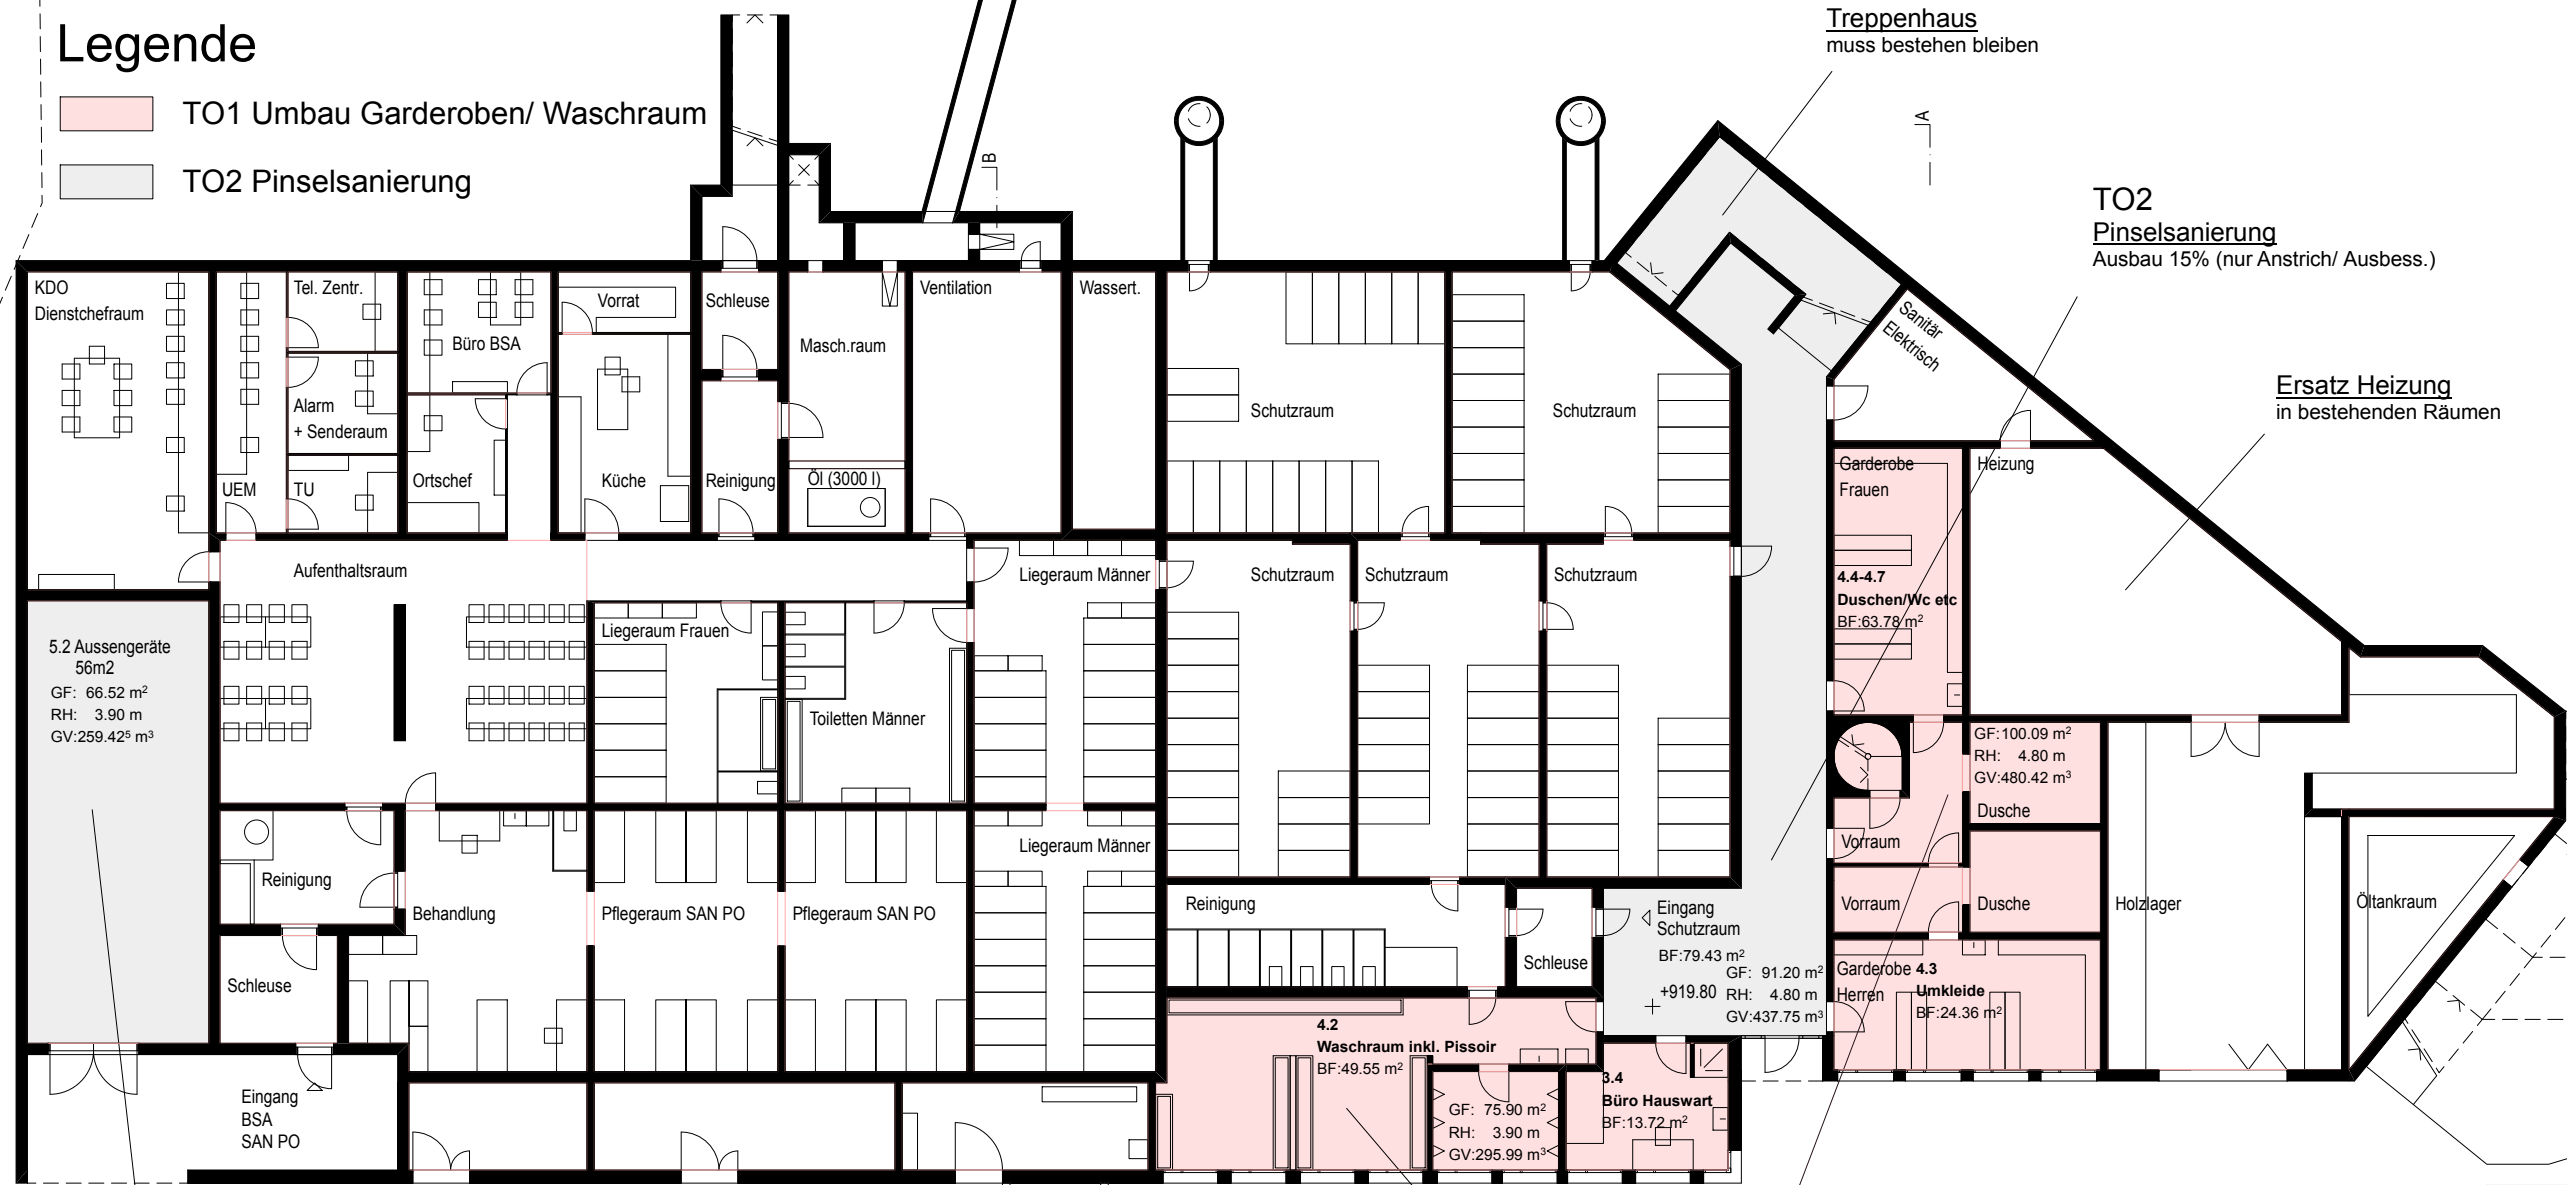 Legende
TO1 Umbau Garderoben/ Waschraum
TO2 Pinselsanierung
Treppenhaus
muss bestehen bleiben
A
B
TO2
Pinselsanierung
Ausbau 15% (nur Anstrich/ Ausbess.)
Ersatz Heizung
in bestehenden Räumen
KDO
Dienstchefraum
Tel. Zentr.
Alarm
+ Senderaum
UEM
TU
Büro BSA
Ortschef
Vorrat
Küche
Schleuse
Reinigung
Masch.raum
Öl (3000 l)
Ventilation
Wassert.
Schutzraum
Schutzraum
Sanitär
Elektrisch
Garderobe
Frauen
Heizung
4.4-4.7
Duschen/Wc etc
BF:63.78 m²
Aufenthaltsraum
Liegeraum Männer
Schutzraum
Schutzraum
Schutzraum
5.2 Aussengeräte
56m2
GF: 66.52 m²
RH: 3.90 m
GV:259.42⁵ m³
Liegeraum Frauen
Toiletten Männer
GF:100.09 m²
RH: 4.80 m
GV:480.42 m³
Dusche
Vorraum
Liegeraum Männer
Reinigung
Behandlung
Pflegeraum SAN PO
Pflegeraum SAN PO
Reinigung
Schleuse
Eingang
Schutzraum
BF:79.43 m²
GF: 91.20 m²
+919.80
RH: 4.80 m
GV:437.75 m³
Vorraum
Dusche
Holzlager
Öltankraum
Schleuse
Garderobe
Herren
4.3
Umkleide
BF:24.36 m²
4.2
Waschraum inkl. Pissoir
BF:49.55 m²
GF: 75.90 m²
RH: 3.90 m
GV:295.99 m³
3.4
Büro Hauswart
BF:13.72 m²
Eingang
BSA
SAN PO